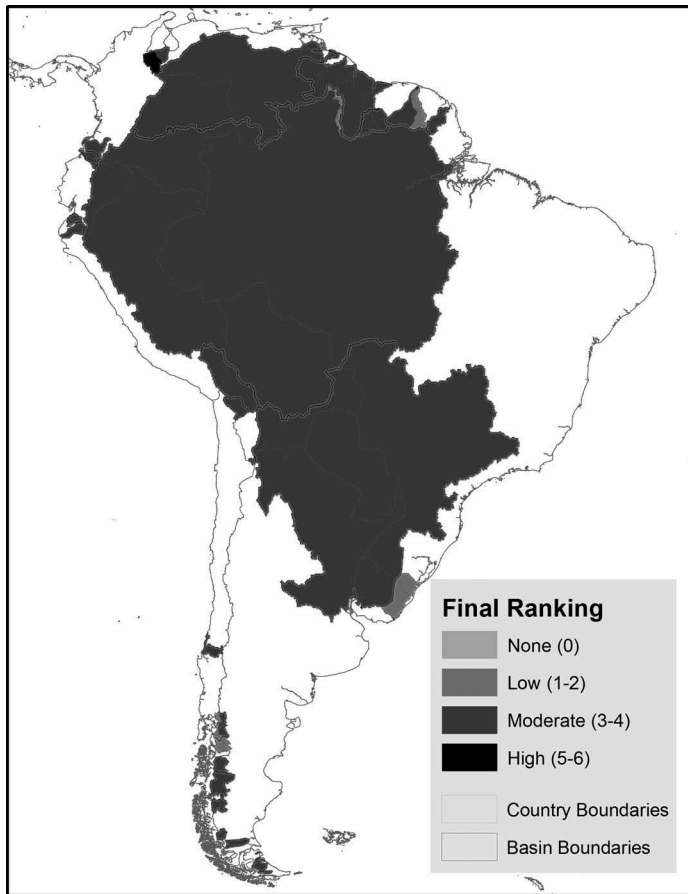 Final Ranking
None (0)
Low (1-2)
Moderate (3-4)
High (5-6)
Country Boundaries
Basin Boundaries